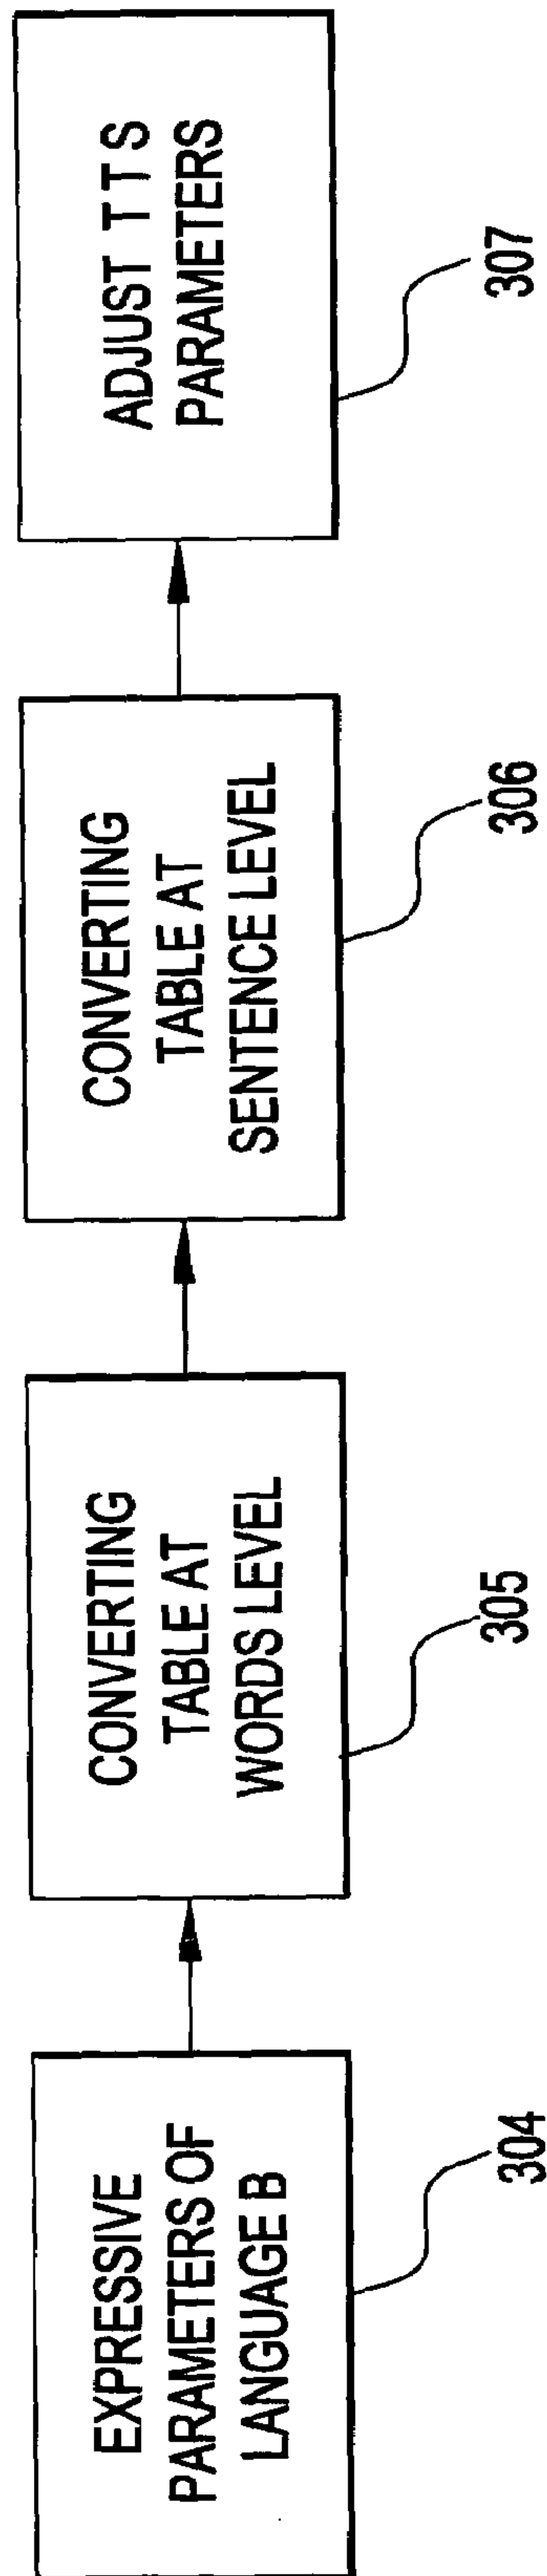 EXPRESSIVE
PARAMETERS OF
LANGUAGE B
304
CONVERTING
TABLE AT
WORDS LEVEL
305
CONVERTING
TABLE AT
SENTENCE LEVEL
306
ADJUST TTS
PARAMETERS
307